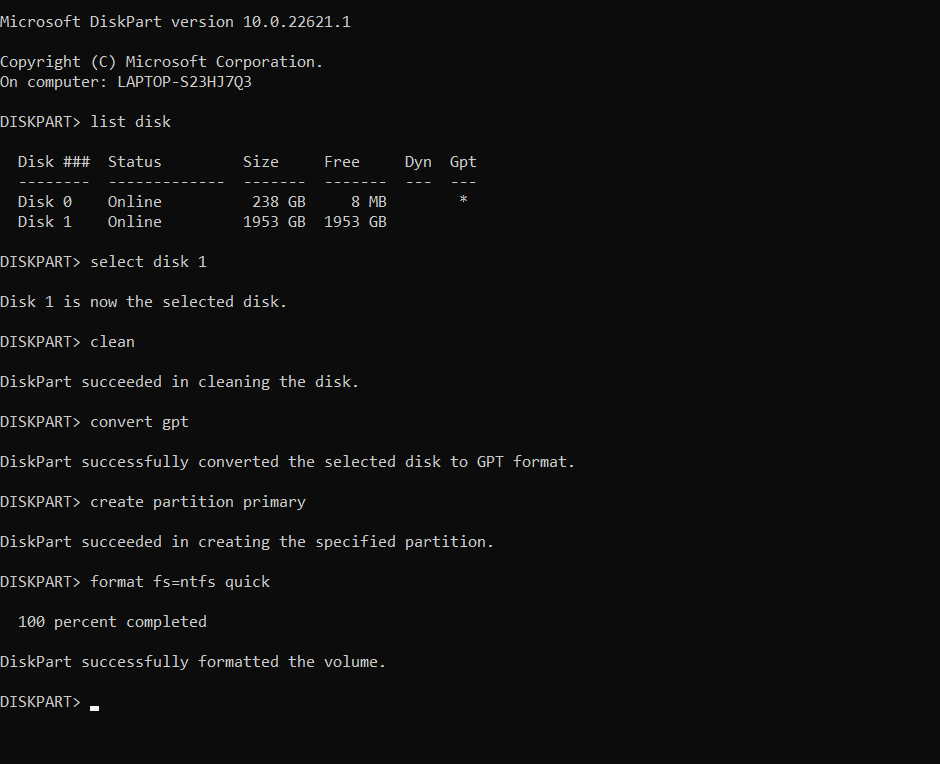 Microsoft DiskPart version 10.0.22621.1
Copyright (C) Microsoft Corporation.
On computer: LAPTOP-S23HJ7Q3
DISKPART> list disk
  Disk ###  Status         Size     Free     Dyn  Gpt
  --------  -------------  -------  -------  ---  ---
  Disk 0    Online          238 GB     8 MB        *
  Disk 1    Online         1953 GB  1953 GB
DISKPART> select disk 1
Disk 1 is now the selected disk.
DISKPART> clean
DiskPart succeeded in cleaning the disk.
DISKPART> convert gpt
DiskPart successfully converted the selected disk to GPT format.
DISKPART> create partition primary
DiskPart succeeded in creating the specified partition.
DISKPART> format fs=ntfs quick
  100 percent completed
DiskPart successfully formatted the volume.
DISKPART>